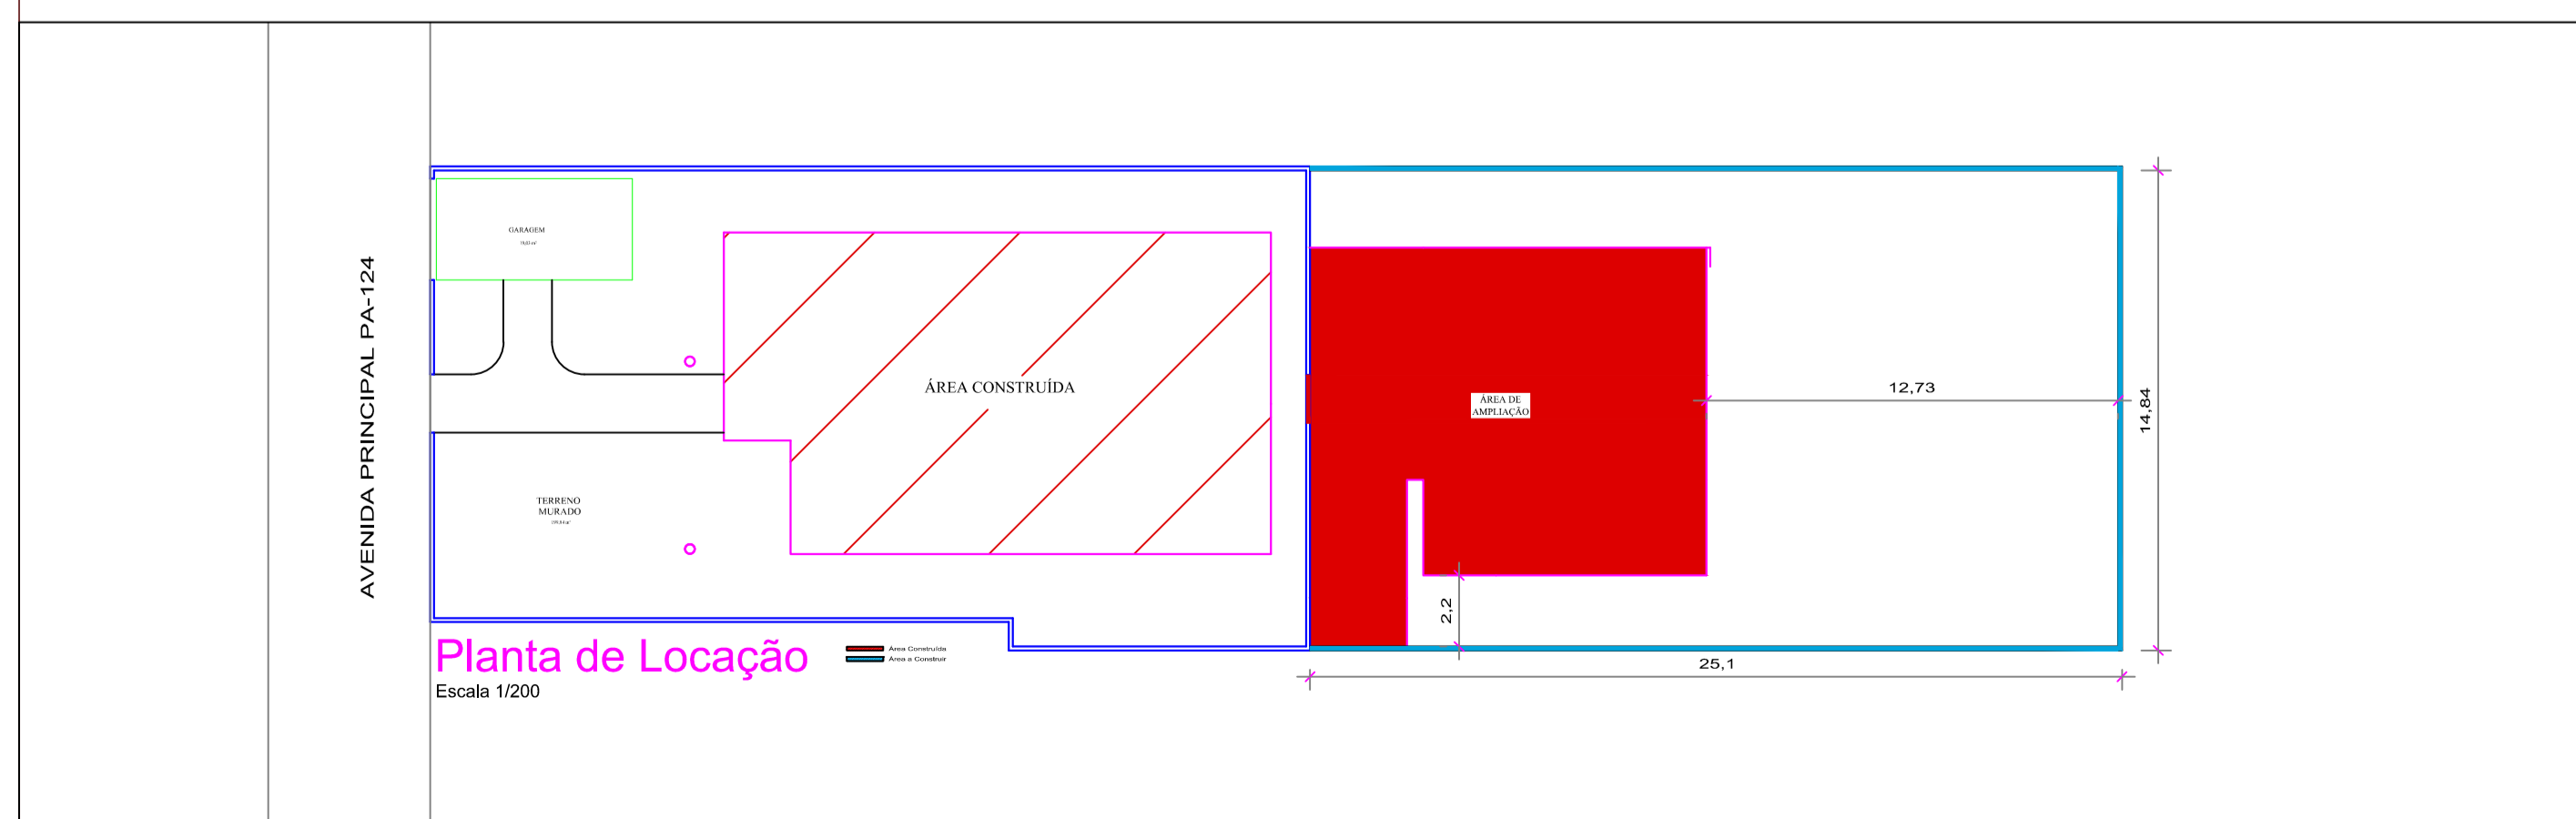 AVENIDA PRINCIPAL PA-124
GARAGEM
ÁREA CONSTRUÍDA
TERRENO
MURADO
ÁREA DE
AMPLIAÇÃO
12,73
14,84
2,2
25,1
Planta de Locação
Escala 1/200
Área Construída
Área a Construir